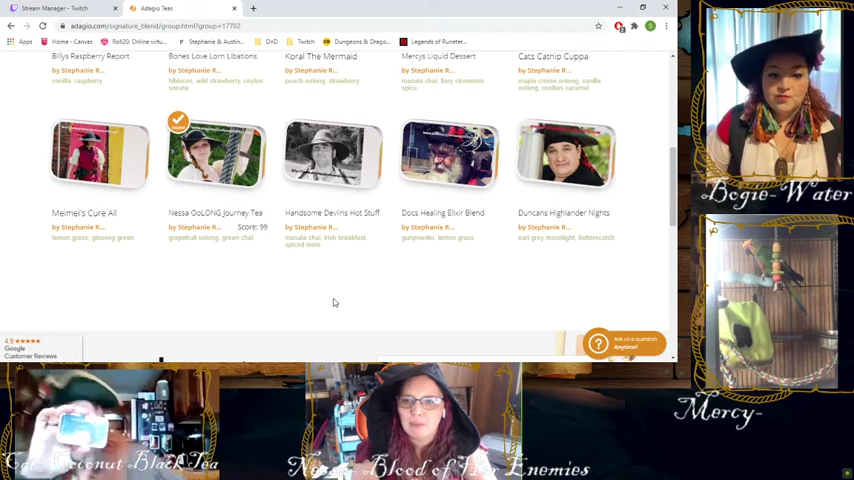 Stream Manager - Twitch
Adagio Teas
adagio.com/signature_blend/group.html?group=17702
Apps
Home - Canvas
Roll20: Online virtu...
Stephanie & Austin...
DnD
Twitch
Dungeons & Drago...
Legends of Runeter...
Billys Raspberry Report
Bones Love Lorn Libations
Koral The Mermaid
Mercys Liquid Dessert
Cats Catnip Cuppa
by Stephanie R...
by Stephanie R...
by Stephanie R...
by Stephanie R...
by Stephanie R...
vanilla, raspberry
hibiscus, wild strawberry, ceylon
sonata
peach oolong, strawberry
masala chai, fiery cinnamon
spice
maple creme oolong, vanilla
oolong, rooibos caramel
Meimei's Cure All
Nessa OoLONG Journey Tea
Handsome Devlins Hot Stuff
Docs Healing Elixir Blend
Duncans Highlander Nights
by Stephanie R...
by Stephanie R...
Score: 99
by Stephanie R...
by Stephanie R...
by Stephanie R...
lemon grass, ginseng green
grapefruit oolong, green chai
masala chai, irish breakfast,
spiced mate
gunpowder, lemon grass
earl grey moonlight, butterscotch
4.9
Google
Customer Reviews
Ask us a question
Anytime!
Bogie-Water
Mercy-
Cat- Coconut Black Tea
Nessa- Blood of Her Enemies